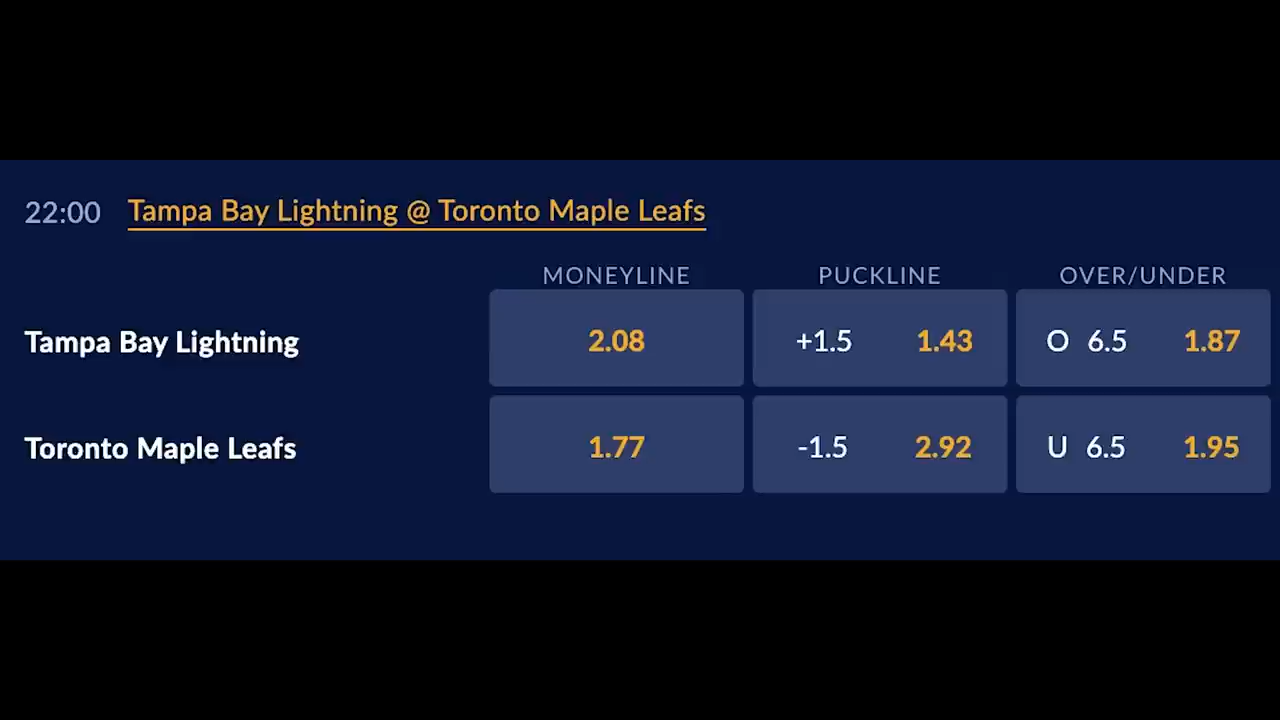 22:00 Tampa Bay Lightning @ Toronto Maple Leafs
MONEYLINE PUCKLINE OVER/UNDER
Tampa Bay Lightning 2.08 +1.5 1.43 O 6.5 1.87
Toronto Maple Leafs 1.77 -1.5 2.92 U 6.5 1.95